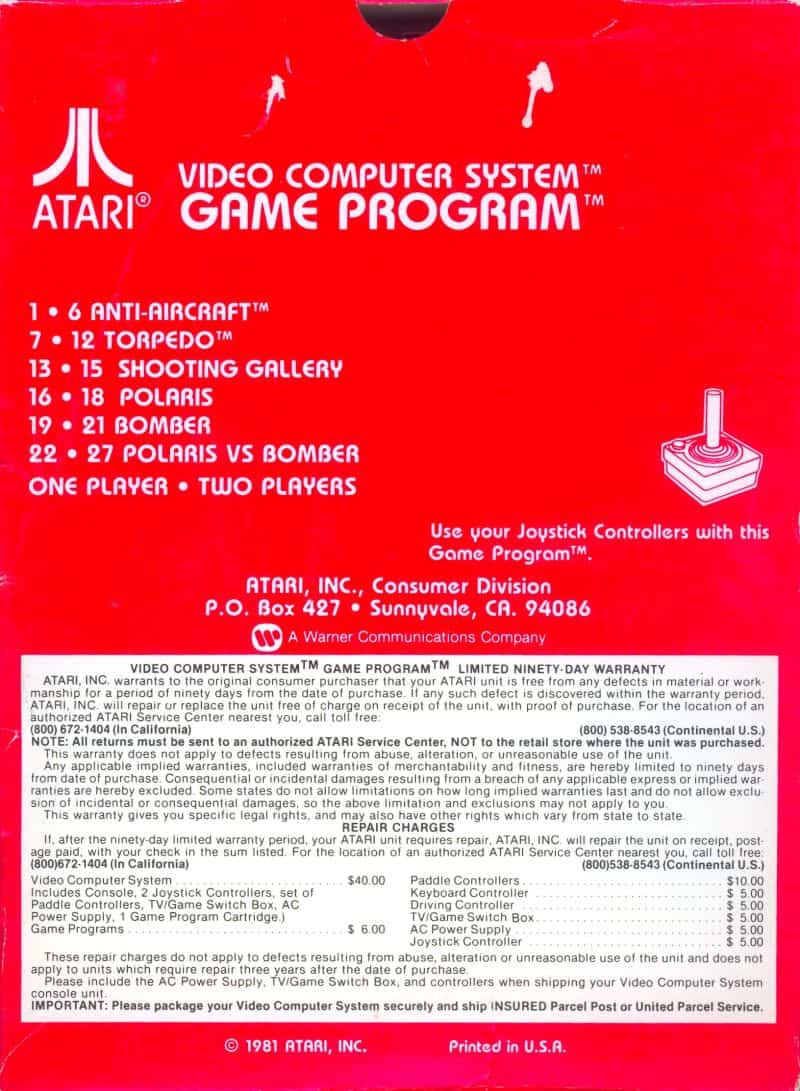 VIDEO COMPUTER SYSTEM™
ATARI® GAME PROGRAM™
1 • 6 ANTI-AIRCRAFT™
7 • 12 TORPEDO™
13 • 15 SHOOTING GALLERY
16 • 18 POLARIS
19 • 21 BOMBER
22 • 27 POLARIS VS BOMBER
ONE PLAYER • TWO PLAYERS
Use your Joystick Controllers with this
Game Program™.
ATARI, INC., Consumer Division
P.O. Box 427 • Sunnyvale, CA. 94086
A Warner Communications Company
VIDEO COMPUTER SYSTEM™ GAME PROGRAM™ LIMITED NINETY-DAY WARRANTY
ATARI, INC. warrants to the original consumer purchaser that your ATARI unit is free from any defects in material or work-
manship for a period of ninety days from the date of purchase. If any such defect is discovered within the warranty period,
ATARI, INC. will repair or replace the unit free of charge on receipt of the unit, with proof of purchase. For the location of an
authorized ATARI Service Center nearest you, call toll free:
(800) 672-1404 (In California) (800) 538-8543 (Continental U.S.)
NOTE: All returns must be sent to an authorized ATARI Service Center, NOT to the retail store where the unit was purchased.
This warranty does not apply to defects resulting from abuse, alteration, or unreasonable use of the unit.
Any applicable implied warranties, included warranties of merchantability and fitness, are hereby limited to ninety days
from date of purchase. Consequential or incidental damages resulting from a breach of any applicable express or implied war-
ranties are hereby excluded. Some states do not allow limitations on how long implied warranties last and do not allow exclu-
sion of incidental or consequential damages, so the above limitation and exclusions may not apply to you.
This warranty gives you specific legal rights, and may also have other rights which vary from state to state.
REPAIR CHARGES
If, after the ninety-day limited warranty period, your ATARI unit requires repair, ATARI, INC. will repair the unit on receipt, post-
age paid, with your check in the sum listed. For the location of an authorized ATARI Service Center nearest you, call toll free:
(800)672-1404 (In California) (800)538-8543 (Continental U.S.)
Video Computer System . . . . . . . . . . . . $40.00
Includes Console, 2 Joystick Controllers, set of
Paddle Controllers, TV/Game Switch Box, AC
Power Supply, 1 Game Program Cartridge.)
Game Programs . . . . . . . . . . . . $ 6.00
Paddle Controllers . . . . . . . . . . . . $10.00
Keyboard Controller . . . . . . . . . . . . $ 5.00
Driving Controller . . . . . . . . . . . . $ 5.00
TV/Game Switch Box . . . . . . . . . . . . $ 5.00
AC Power Supply . . . . . . . . . . . . $ 5.00
Joystick Controller . . . . . . . . . . . . $ 5.00
These repair charges do not apply to defects resulting from abuse, alteration or unreasonable use of the unit and does not
apply to units which require repair three years after the date of purchase.
Please include the AC Power Supply, TV/Game Switch Box, and controllers when shipping your Video Computer System
console unit.
IMPORTANT: Please package your Video Computer System securely and ship INSURED Parcel Post or United Parcel Service.
© 1981 ATARI, INC. Printed in U.S.A.